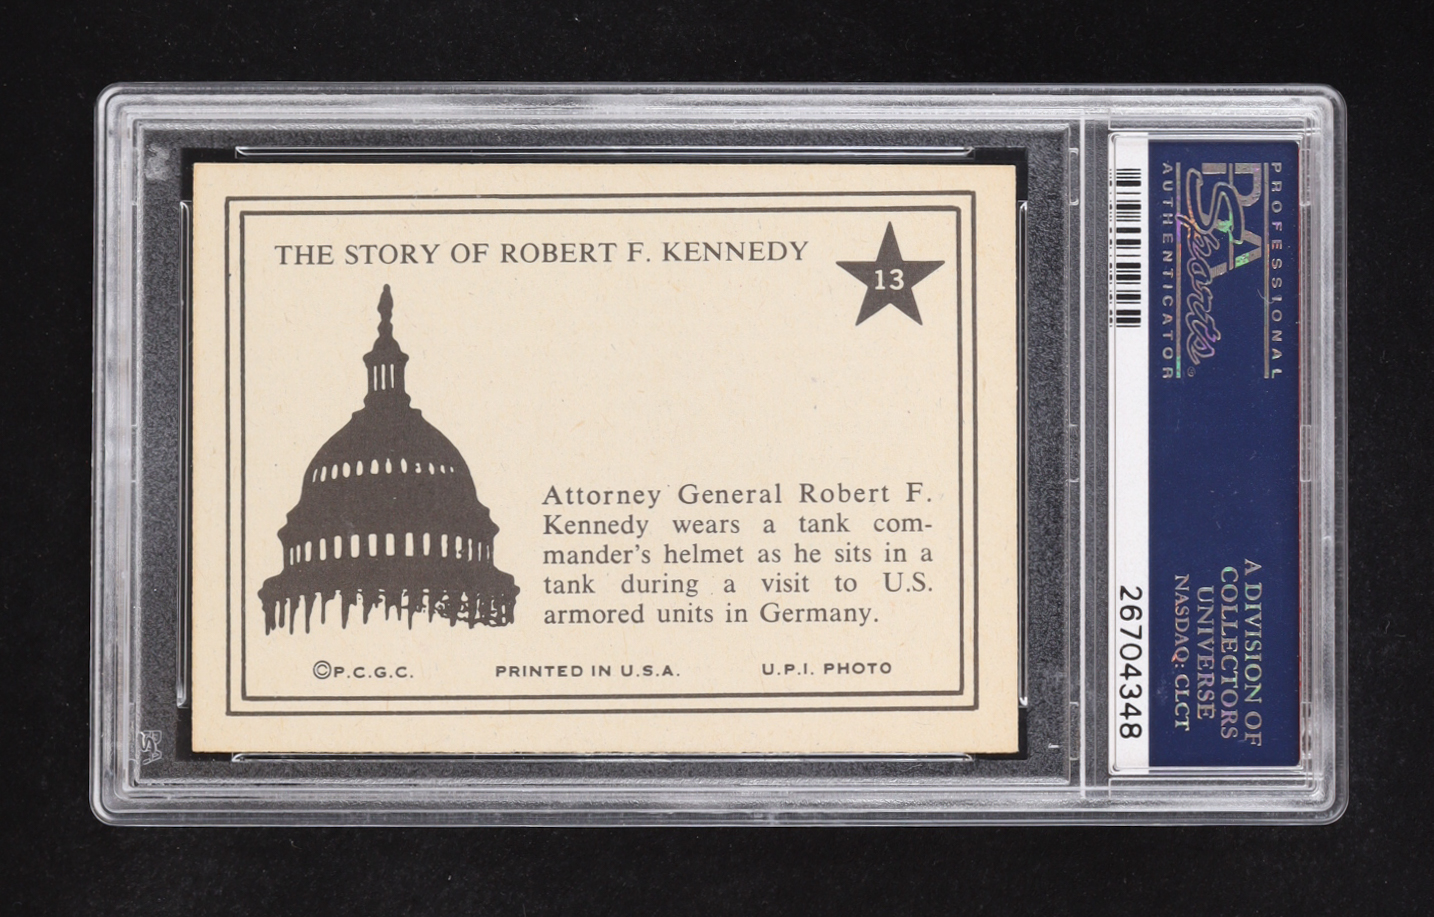 THE STORY OF ROBERT F. KENNEDY
13
Attorney General Robert F.
Kennedy wears a tank com-
mander's helmet as he sits in a
tank during a visit to U.S.
armored units in Germany.
©P.C.G.C.
PRINTED IN U.S.A.
U.P.I. PHOTO
PROFESSIONAL
PSA
Sports®
AUTHENTICATOR
A DIVISION OF
COLLECTORS
UNIVERSE
NASDAQ: CLCT
26704348
PSA